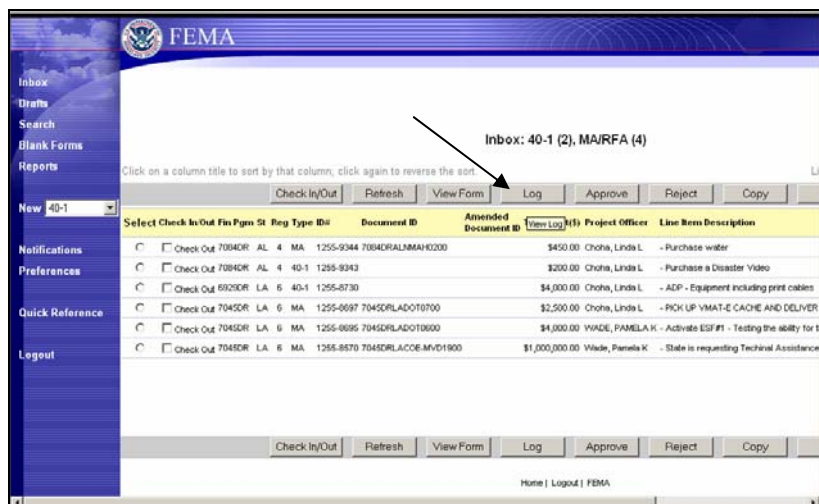 FEMA
Inbox
Drafts
Search
Blank Forms
Reports
New 40-1
Notifications
Preferences
Quick Reference
Logout
Inbox: 40-1 (2), MA/RFA (4)
Click on a column title to sort by that column; click again to reverse the sort.
Check In/Out Refresh View Form Log Approve Reject Copy
Select Check In/Out Fin Pgm St Reg Type ID# Document ID Amended Document ID View Log ($) Project Officer Line Item Description
Check Out 7084DR AL 4 MA 1255-9344 7084DRALNMAH0200 $450.00 Choha, Linda L - Purchase water
Check Out 7084DR AL 4 40-1 1255-9343 $200.00 Choha, Linda L - Purchase a Disaster Video
Check Out 6929DR LA 6 40-1 1255-8730 $4,000.00 Choha, Linda L - ADP - Equipment including print cables
Check Out 7045DR LA 6 MA 1255-8697 7045DRLADOT0700 $2,500.00 Choha, Linda L - PICK UP VMAT-E CACHE AND DELIVER
Check Out 7045DR LA 6 MA 1255-8695 7045DRLADOT0600 $4,000.00 WADE, PAMELA K - Activate ESF#1 - Testing the ability for t
Check Out 7045DR LA 6 MA 1255-8570 7045DRLACOE-MVD1900 $1,000,000.00 Wade, Pamela K - State is requesting Techinal Assistance
Check In/Out Refresh View Form Log Approve Reject Copy
Home | Logout | FEMA